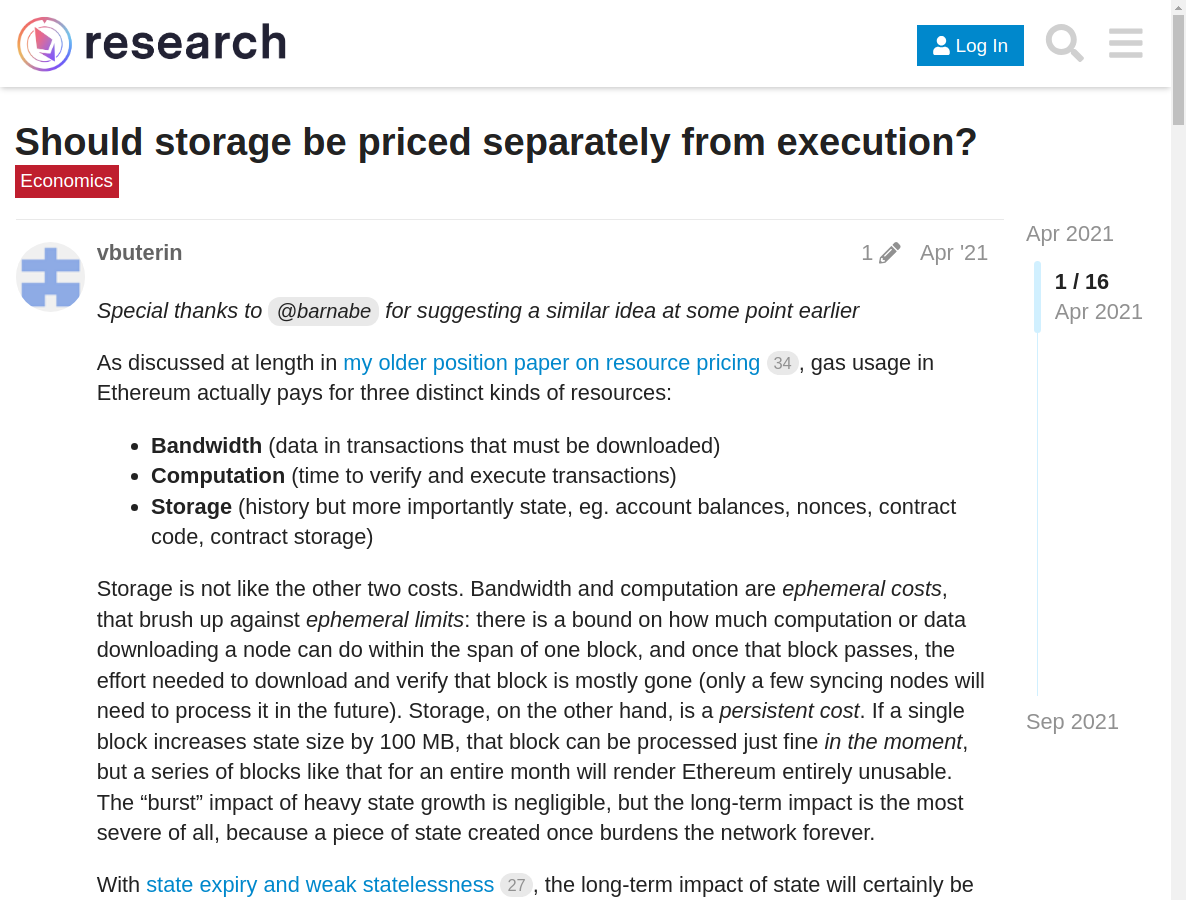 research
Log In
Should storage be priced separately from execution?
Economics
vbuterin
1
Apr '21
Apr 2021
1 / 16
Apr 2021
Special thanks to @barnabe for suggesting a similar idea at some point earlier
As discussed at length in my older position paper on resource pricing 34, gas usage in
Ethereum actually pays for three distinct kinds of resources:
• Bandwidth (data in transactions that must be downloaded)
• Computation (time to verify and execute transactions)
• Storage (history but more importantly state, eg. account balances, nonces, contract
code, contract storage)
Storage is not like the other two costs. Bandwidth and computation are ephemeral costs,
that brush up against ephemeral limits: there is a bound on how much computation or data
downloading a node can do within the span of one block, and once that block passes, the
effort needed to download and verify that block is mostly gone (only a few syncing nodes will
need to process it in the future). Storage, on the other hand, is a persistent cost. If a single
block increases state size by 100 MB, that block can be processed just fine in the moment,
but a series of blocks like that for an entire month will render Ethereum entirely unusable.
The “burst” impact of heavy state growth is negligible, but the long-term impact is the most
severe of all, because a piece of state created once burdens the network forever.
Sep 2021
With state expiry and weak statelessness 27, the long-term impact of state will certainly be